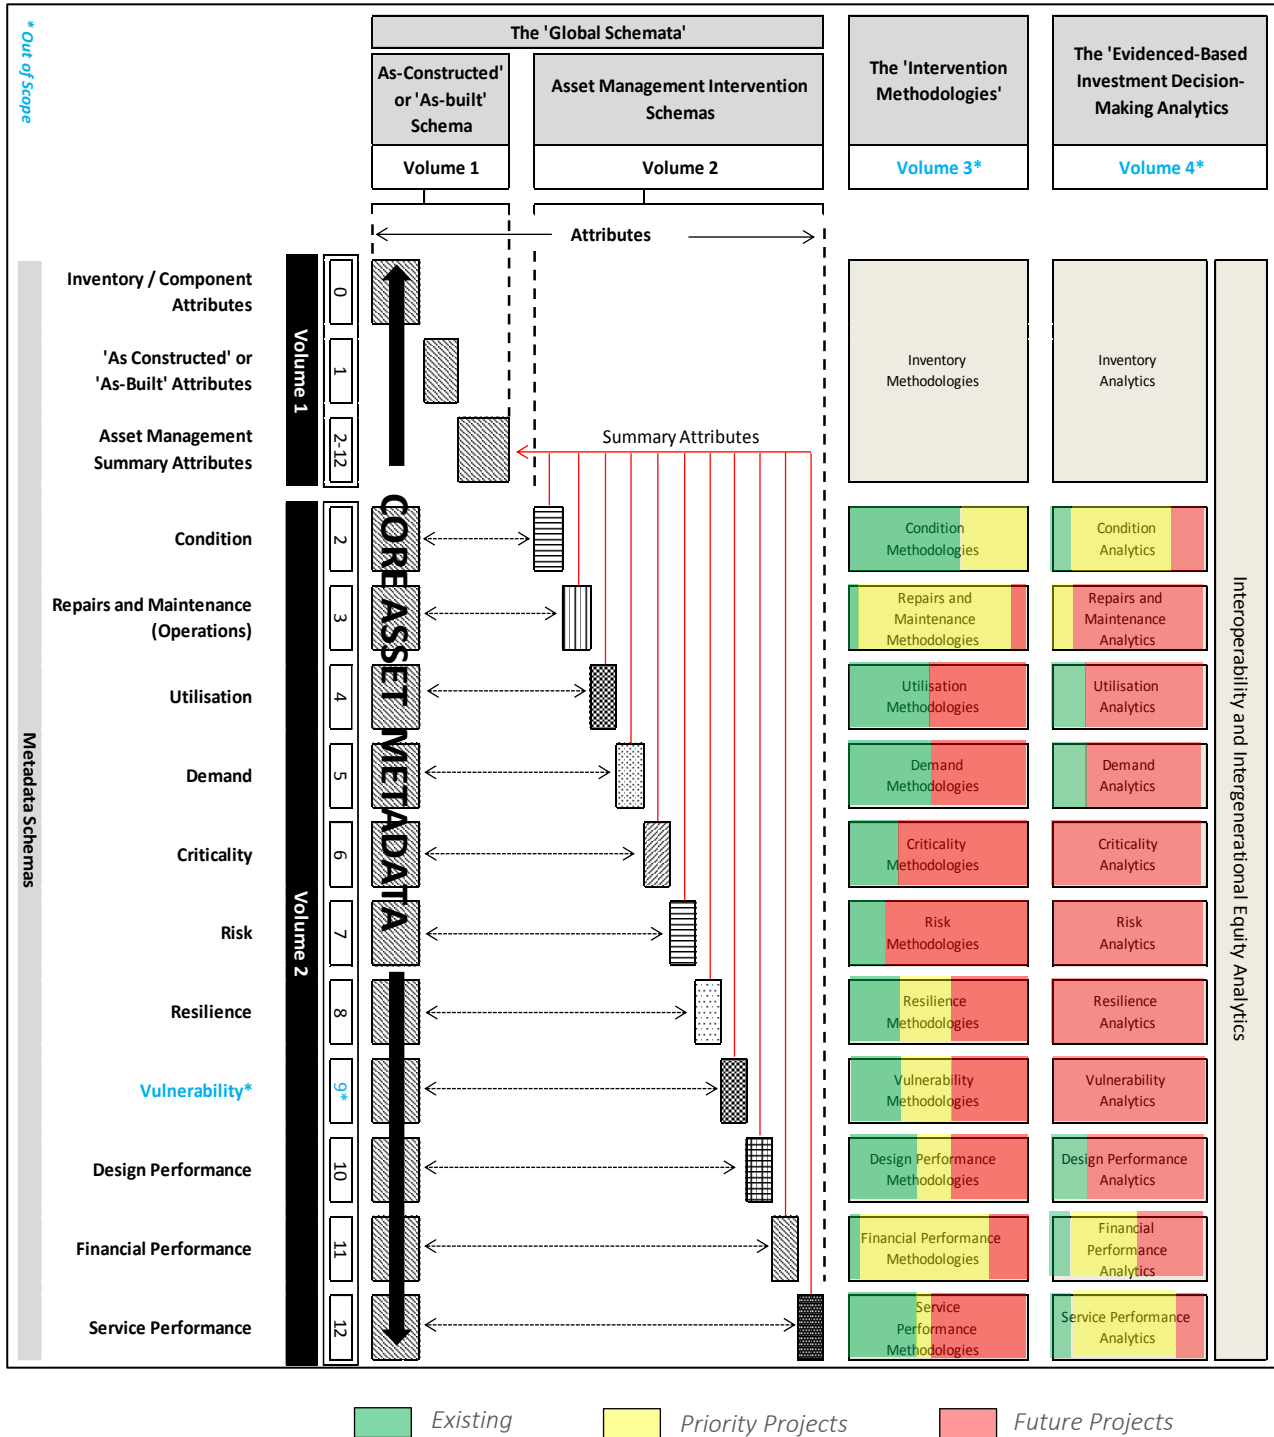 * Out of Scope
The 'Global Schemata'
As-Constructed'
or 'As-built'
Schema
Asset Management Intervention
Schemas
The 'Intervention
Methodologies'
The 'Evidenced-Based
Investment Decision-
Making Analytics
Volume 1
Volume 2
Volume 3*
Volume 4*
Attributes
Metadata Schemas
Volume 1
Inventory / Component
Attributes
0
'As Constructed' or
'As-Built' Attributes
1
Asset Management
Summary Attributes
2-12
Summary Attributes
Inventory
Methodologies
Inventory
Analytics
Interoperability and Intergenerational Equity Analytics
CORE ASSET METADATA
Volume 2
Condition
2
Condition
Methodologies
Condition
Analytics
Repairs and Maintenance
(Operations)
3
Repairs and
Maintenance
Methodologies
Repairs and
Maintenance
Analytics
Utilisation
4
Utilisation
Methodologies
Utilisation
Analytics
Demand
5
Demand
Methodologies
Demand
Analytics
Criticality
6
Criticality
Methodologies
Criticality
Analytics
Risk
7
Risk
Methodologies
Risk
Analytics
Resilience
8
Resilience
Methodologies
Resilience
Analytics
Vulnerability*
9*
Vulnerability
Methodologies
Vulnerability
Analytics
Design Performance
10
Design Performance
Methodologies
Design Performance
Analytics
Financial Performance
11
Financial Performance
Methodologies
Financial
Performance
Analytics
Service Performance
12
Service
Performance
Methodologies
Service Performance
Analytics
Existing
Priority Projects
Future Projects